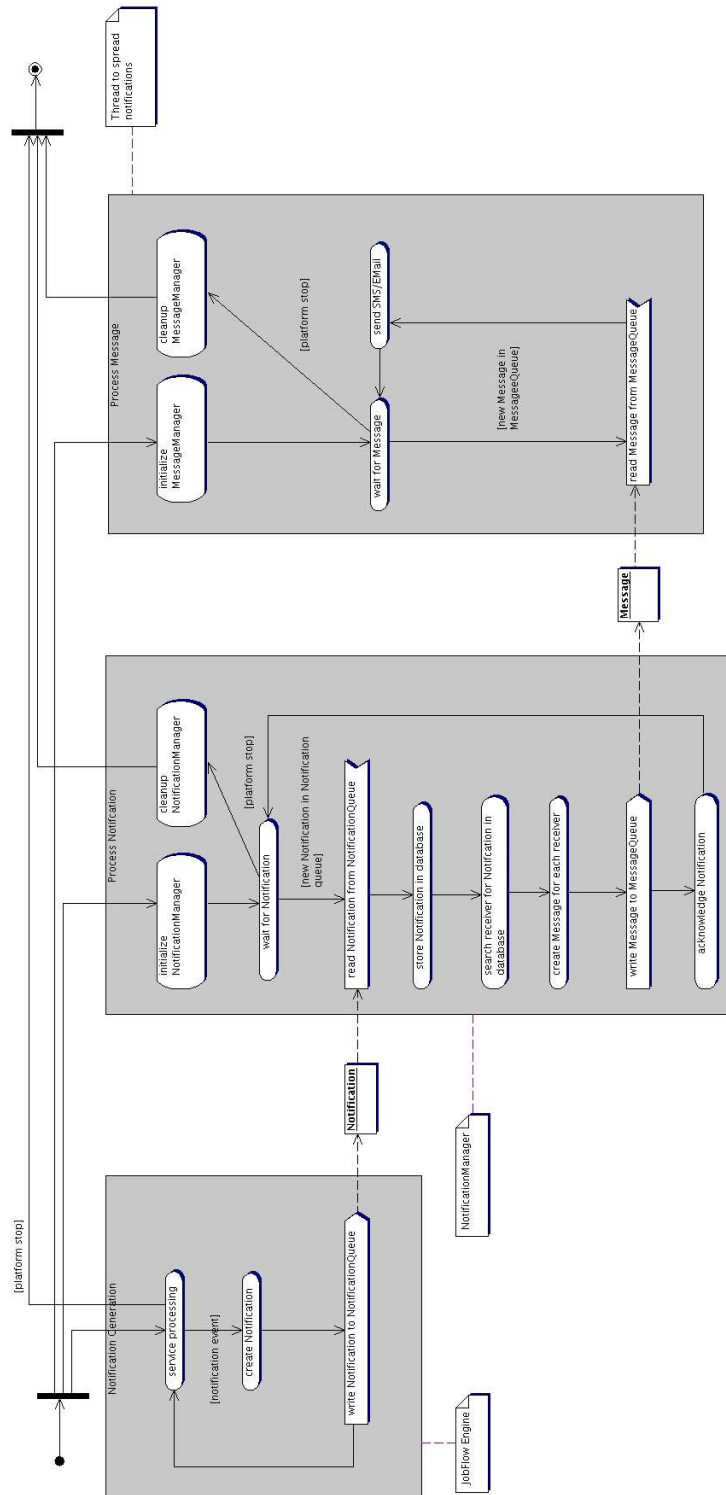 [platform stop]
Notification Generation
service processing
[notification event]
create Notification
write Notification to NotificationQueue
JobFlow Engine
Notification
Process Notifcation
initialize
NotificationManager
cleanup
NotificationManager
[platform stop]
wait for Notification
[new Notification in Notification
queue]
read Notification from NotificationQueue
store Notification in database
search receiver for Notifcation in
database
create Message for each receiver
write Message to MessageQueue
acknowledge Notification
NotificationManager
Message
Process Message
initialize
MessageManager
cleanup
MessageManager
[platform stop]
wait for Message
send SMS/EMail
[new Message in
MessageeQueue]
read Message from MessageQueue
Thread to spread
notifications